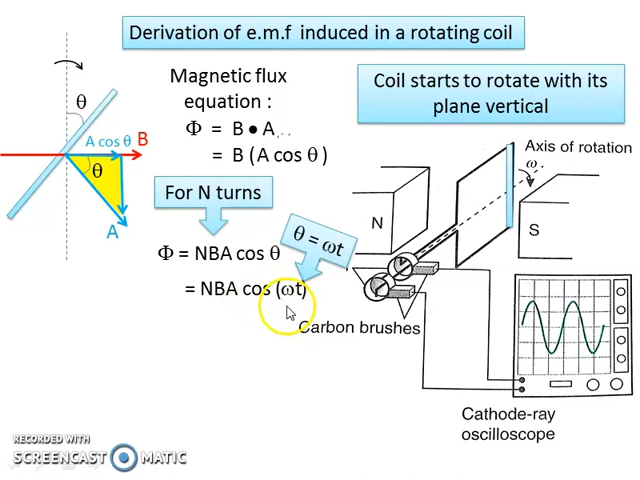 Derivation of e.m.f induced in a rotating coil
θ
A cos θ
B
θ
A
Magnetic flux
equation :
Φ = B • A
= B ( A cos θ )
For N turns
Φ = NBA cos θ
θ = ωt
= NBA cos (ωt)
Coil starts to rotate with its
plane vertical
Axis of rotation
ω
N
S
Carbon brushes
Cathode-ray
oscilloscope
RECORDED WITH
SCREENCAST MATIC